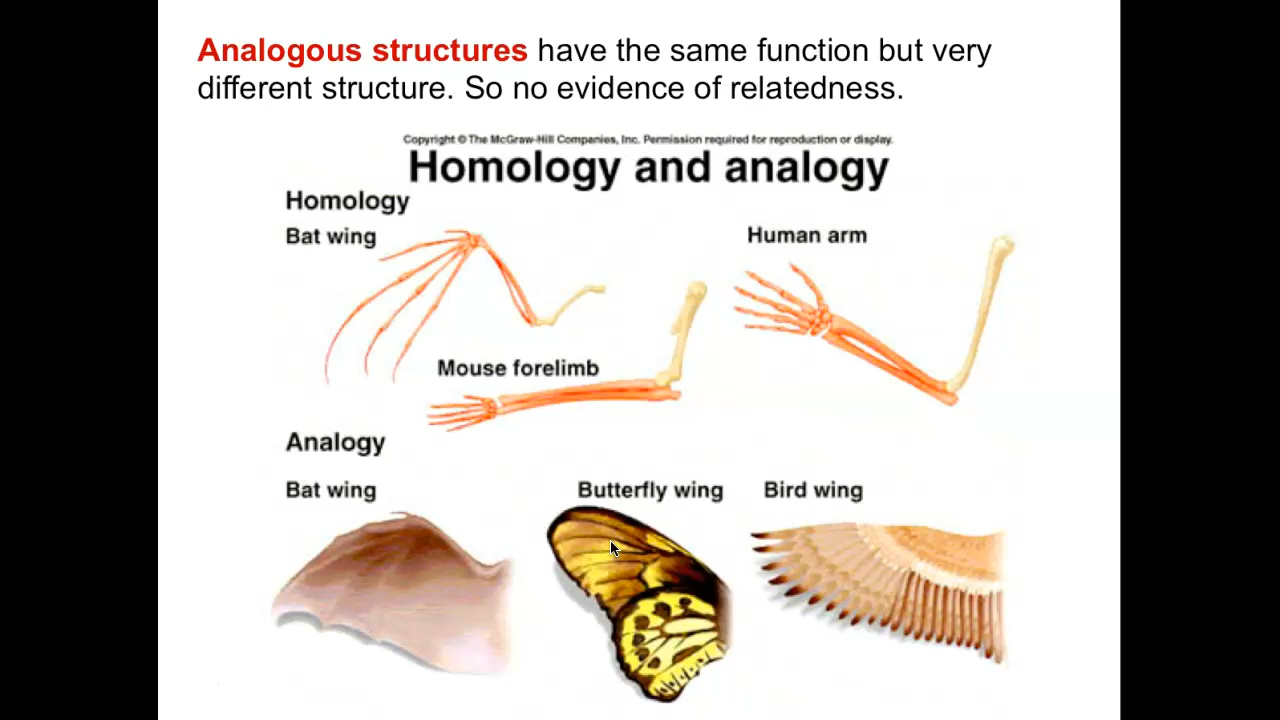 Analogous structures have the same function but very
different structure. So no evidence of relatedness.
Copyright © The McGraw-Hill Companies, Inc. Permission required for reproduction or display.
Homology and analogy
Homology
Bat wing
Human arm
Mouse forelimb
Analogy
Bat wing
Butterfly wing
Bird wing